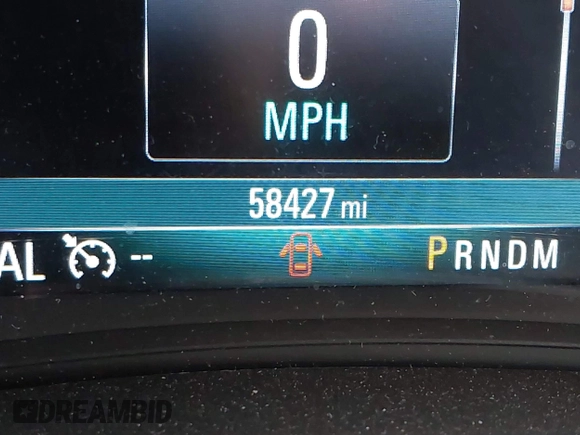 0
MPH
58427 mi
AL --
PRNDM
DREAMBID